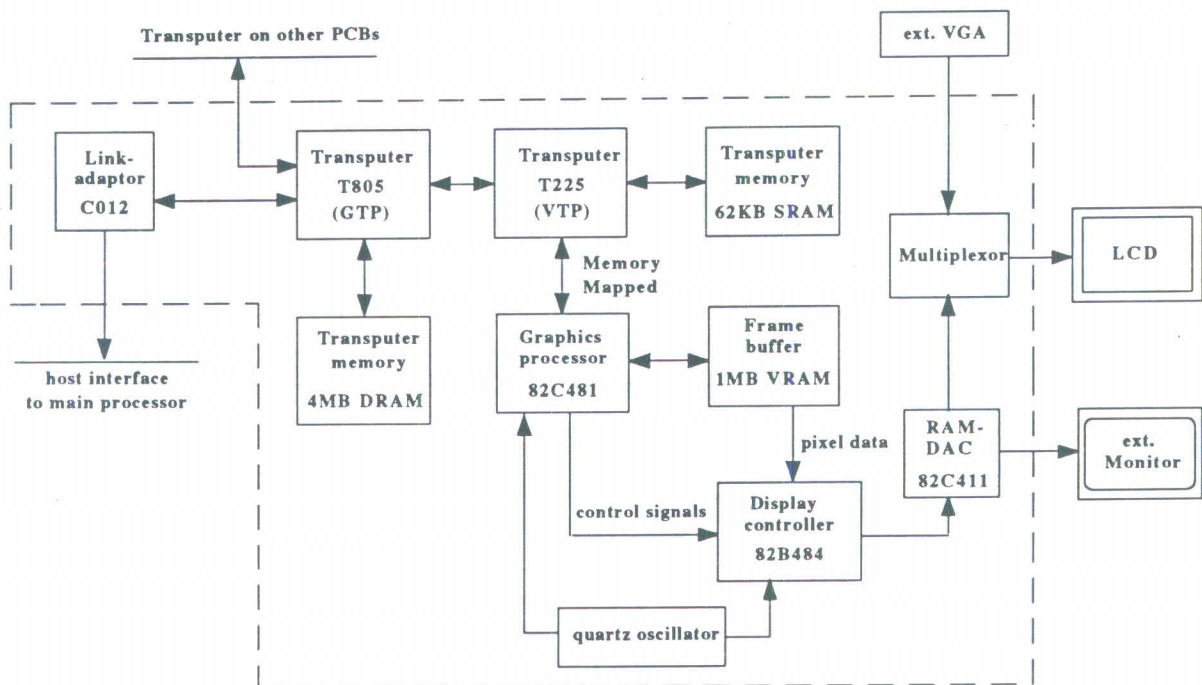 Transputer on other PCBs
ext. VGA
Link-
adaptor
C012
Transputer
T805
(GTP)
Transputer
T225
(VTP)
Transputer
memory
62KB SRAM
Multiplexor
LCD
Memory
Mapped
host interface
to main processor
Transputer
memory
4MB DRAM
Graphics
processor
82C481
Frame
buffer
1MB VRAM
pixel data
RAM-
DAC
82C411
ext.
Monitor
control signals
Display
controller
82B484
quartz oscillator